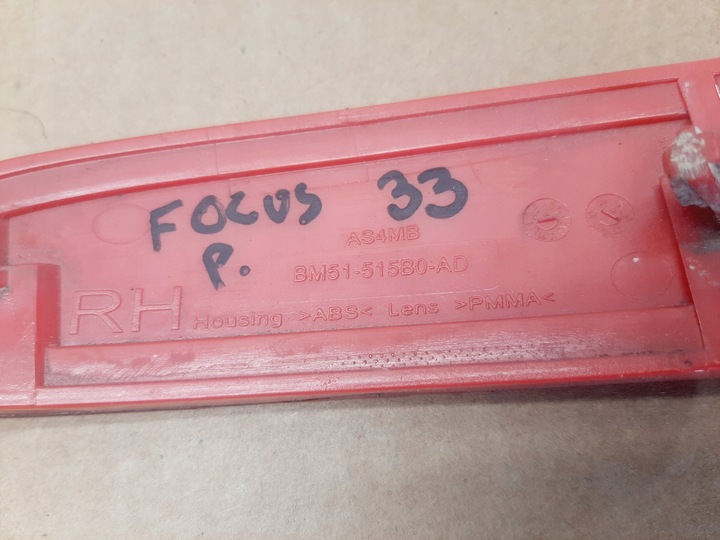 FOCUS 33
P.
AS4MB
BM51-515B0-AD
RH Housing >ABS< Lens >PMMA<